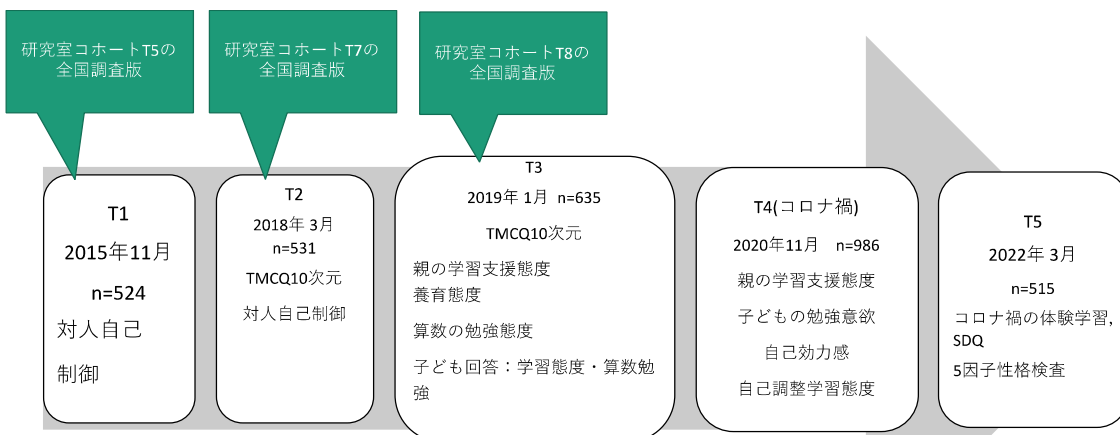 研究室コホートT5の
全国調査版
研究室コホートT7の
全国調査版
研究室コホートT8の
全国調査版
T1
2015年11月
n=524
対人自己
制御
T2
2018年 3月
n=531
TMCQ10次元
対人自己制御
T3
2019年 1月 n=635
TMCQ10次元
親の学習支援態度
養育態度
算数の勉強態度
子ども回答：学習態度・算数勉
強
T4(コロナ禍)
2020年11月 n=986
親の学習支援態度
子どもの勉強意欲
自己効力感
自己調整学習態度
T5
2022年 3月
n=515
コロナ禍の体験学習,
SDQ
5因子性格検査